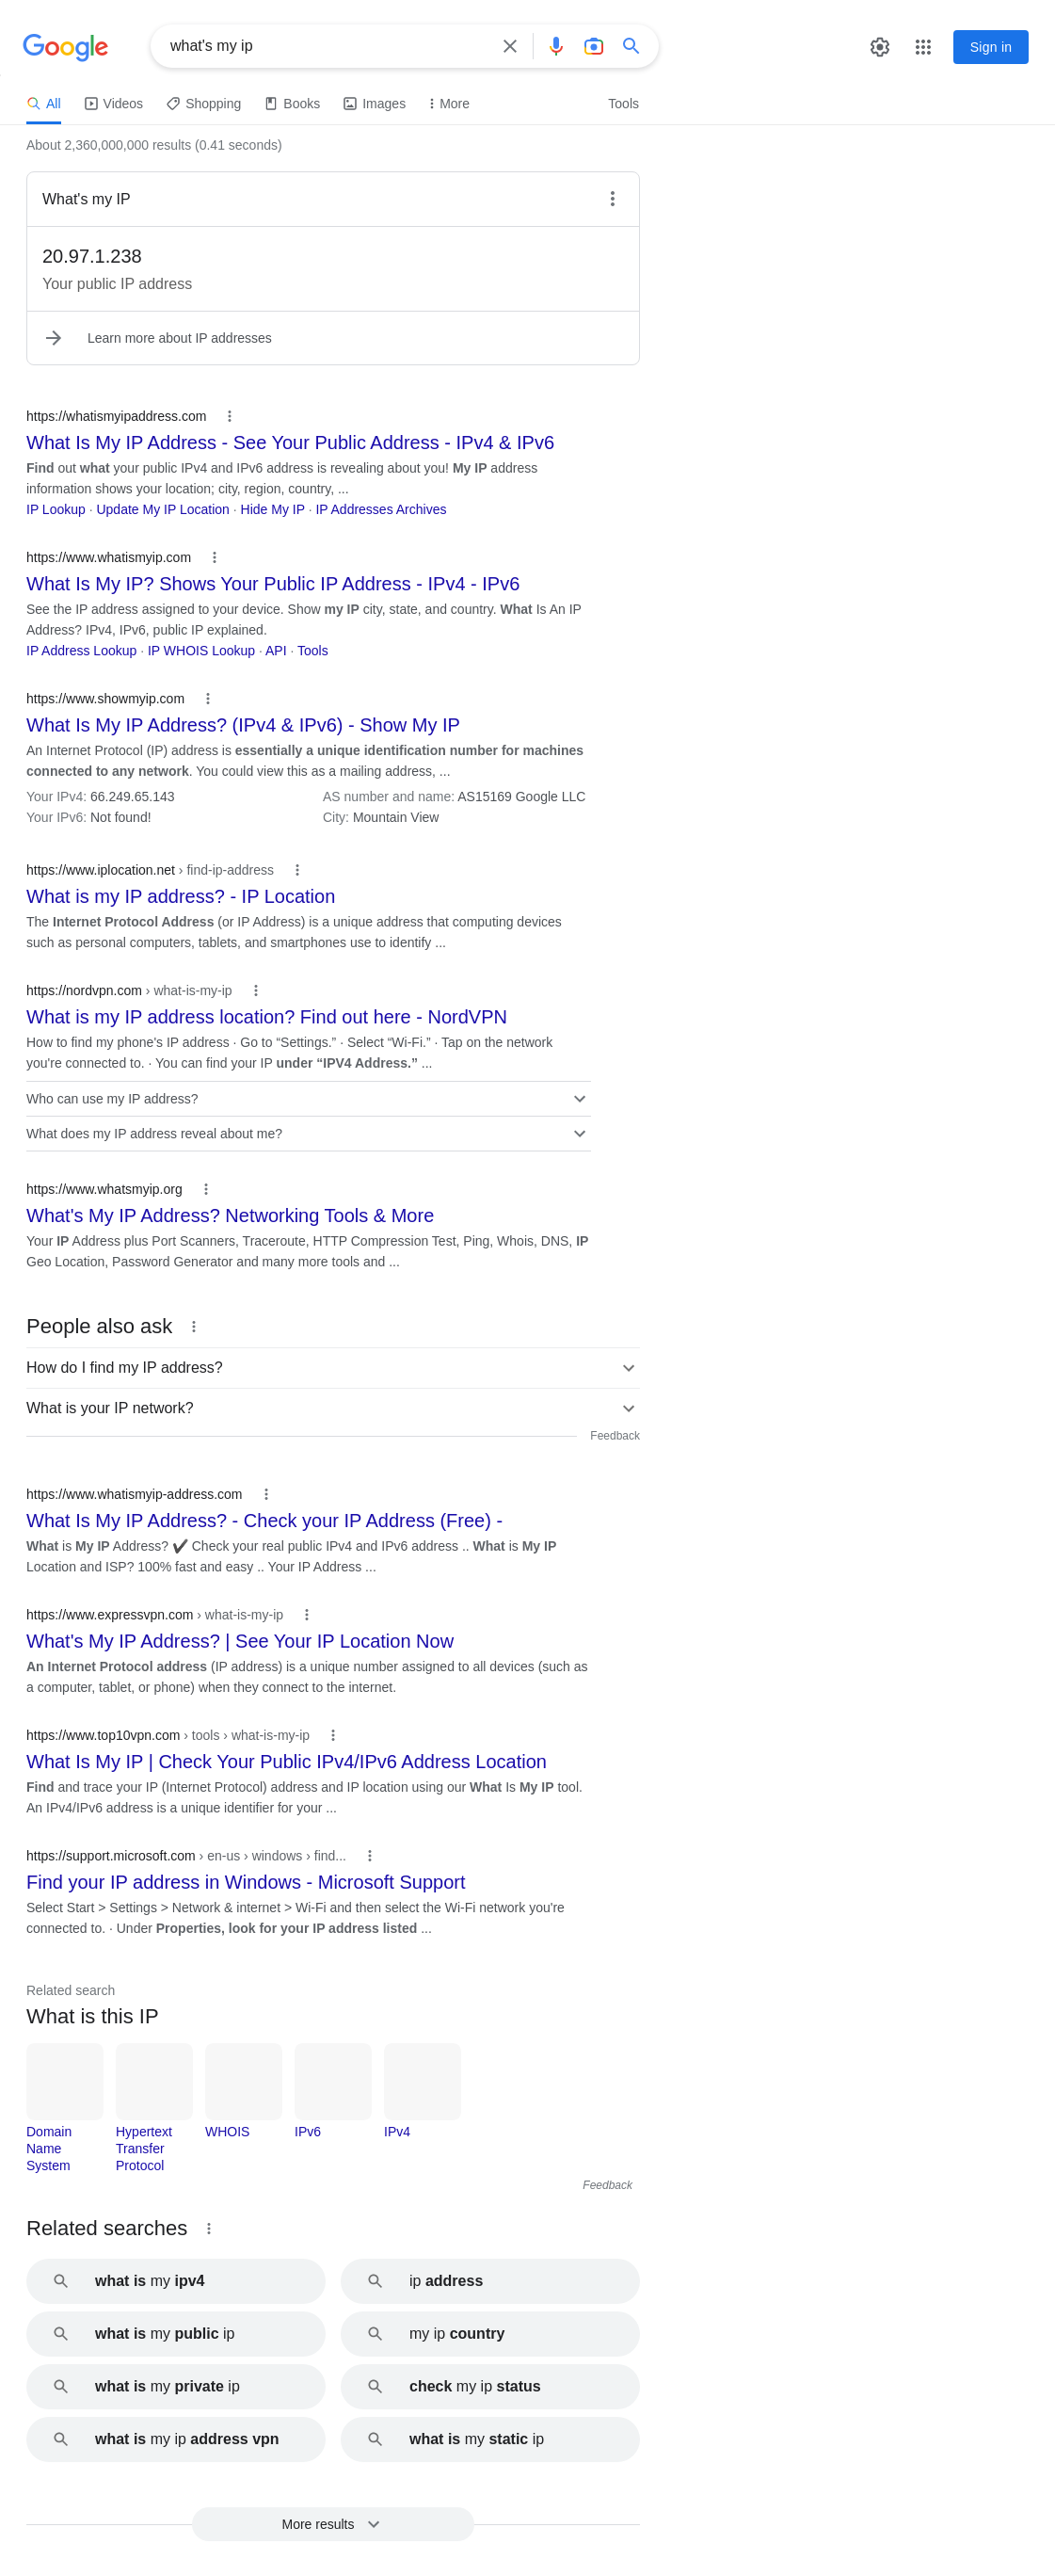 Google
what's my ip
Sign in
All
Videos
Shopping
Books
Images
More
Tools
About 2,360,000,000 results (0.41 seconds)
What's my IP
20.97.1.238
Your public IP address
Learn more about IP addresses
https://whatismyipaddress.com
What Is My IP Address - See Your Public Address - IPv4 & IPv6
Find out what your public IPv4 and IPv6 address is revealing about you! My IP address
information shows your location; city, region, country, ...
IP Lookup · Update My IP Location · Hide My IP · IP Addresses Archives
https://www.whatismyip.com
What Is My IP? Shows Your Public IP Address - IPv4 - IPv6
See the IP address assigned to your device. Show my IP city, state, and country. What Is An IP
Address? IPv4, IPv6, public IP explained.
IP Address Lookup · IP WHOIS Lookup · API · Tools
https://www.showmyip.com
What Is My IP Address? (IPv4 & IPv6) - Show My IP
An Internet Protocol (IP) address is essentially a unique identification number for machines
connected to any network. You could view this as a mailing address, ...
Your IPv4: 66.249.65.143
AS number and name: AS15169 Google LLC
Your IPv6: Not found!
City: Mountain View
https://www.iplocation.net › find-ip-address
What is my IP address? - IP Location
The Internet Protocol Address (or IP Address) is a unique address that computing devices
such as personal computers, tablets, and smartphones use to identify ...
https://nordvpn.com › what-is-my-ip
What is my IP address location? Find out here - NordVPN
How to find my phone's IP address · Go to “Settings.” · Select “Wi-Fi.” · Tap on the network
you're connected to. · You can find your IP under “IPV4 Address.” ...
Who can use my IP address?
What does my IP address reveal about me?
https://www.whatsmyip.org
What's My IP Address? Networking Tools & More
Your IP Address plus Port Scanners, Traceroute, HTTP Compression Test, Ping, Whois, DNS, IP
Geo Location, Password Generator and many more tools and ...
People also ask
How do I find my IP address?
What is your IP network?
Feedback
https://www.whatismyip-address.com
What Is My IP Address? - Check your IP Address (Free) -
What is My IP Address? ✔️ Check your real public IPv4 and IPv6 address .. What is My IP
Location and ISP? 100% fast and easy .. Your IP Address ...
https://www.expressvpn.com › what-is-my-ip
What's My IP Address? | See Your IP Location Now
An Internet Protocol address (IP address) is a unique number assigned to all devices (such as
a computer, tablet, or phone) when they connect to the internet.
https://www.top10vpn.com › tools › what-is-my-ip
What Is My IP | Check Your Public IPv4/IPv6 Address Location
Find and trace your IP (Internet Protocol) address and IP location using our What Is My IP tool.
An IPv4/IPv6 address is a unique identifier for your ...
https://support.microsoft.com › en-us › windows › find...
Find your IP address in Windows - Microsoft Support
Select Start > Settings > Network & internet > Wi-Fi and then select the Wi-Fi network you're
connected to. · Under Properties, look for your IP address listed ...
Related search
What is this IP
Domain
Name
System
Hypertext
Transfer
Protocol
WHOIS
IPv6
IPv4
Feedback
Related searches
what is my ipv4
ip address
what is my public ip
my ip country
what is my private ip
check my ip status
what is my ip address vpn
what is my static ip
More results